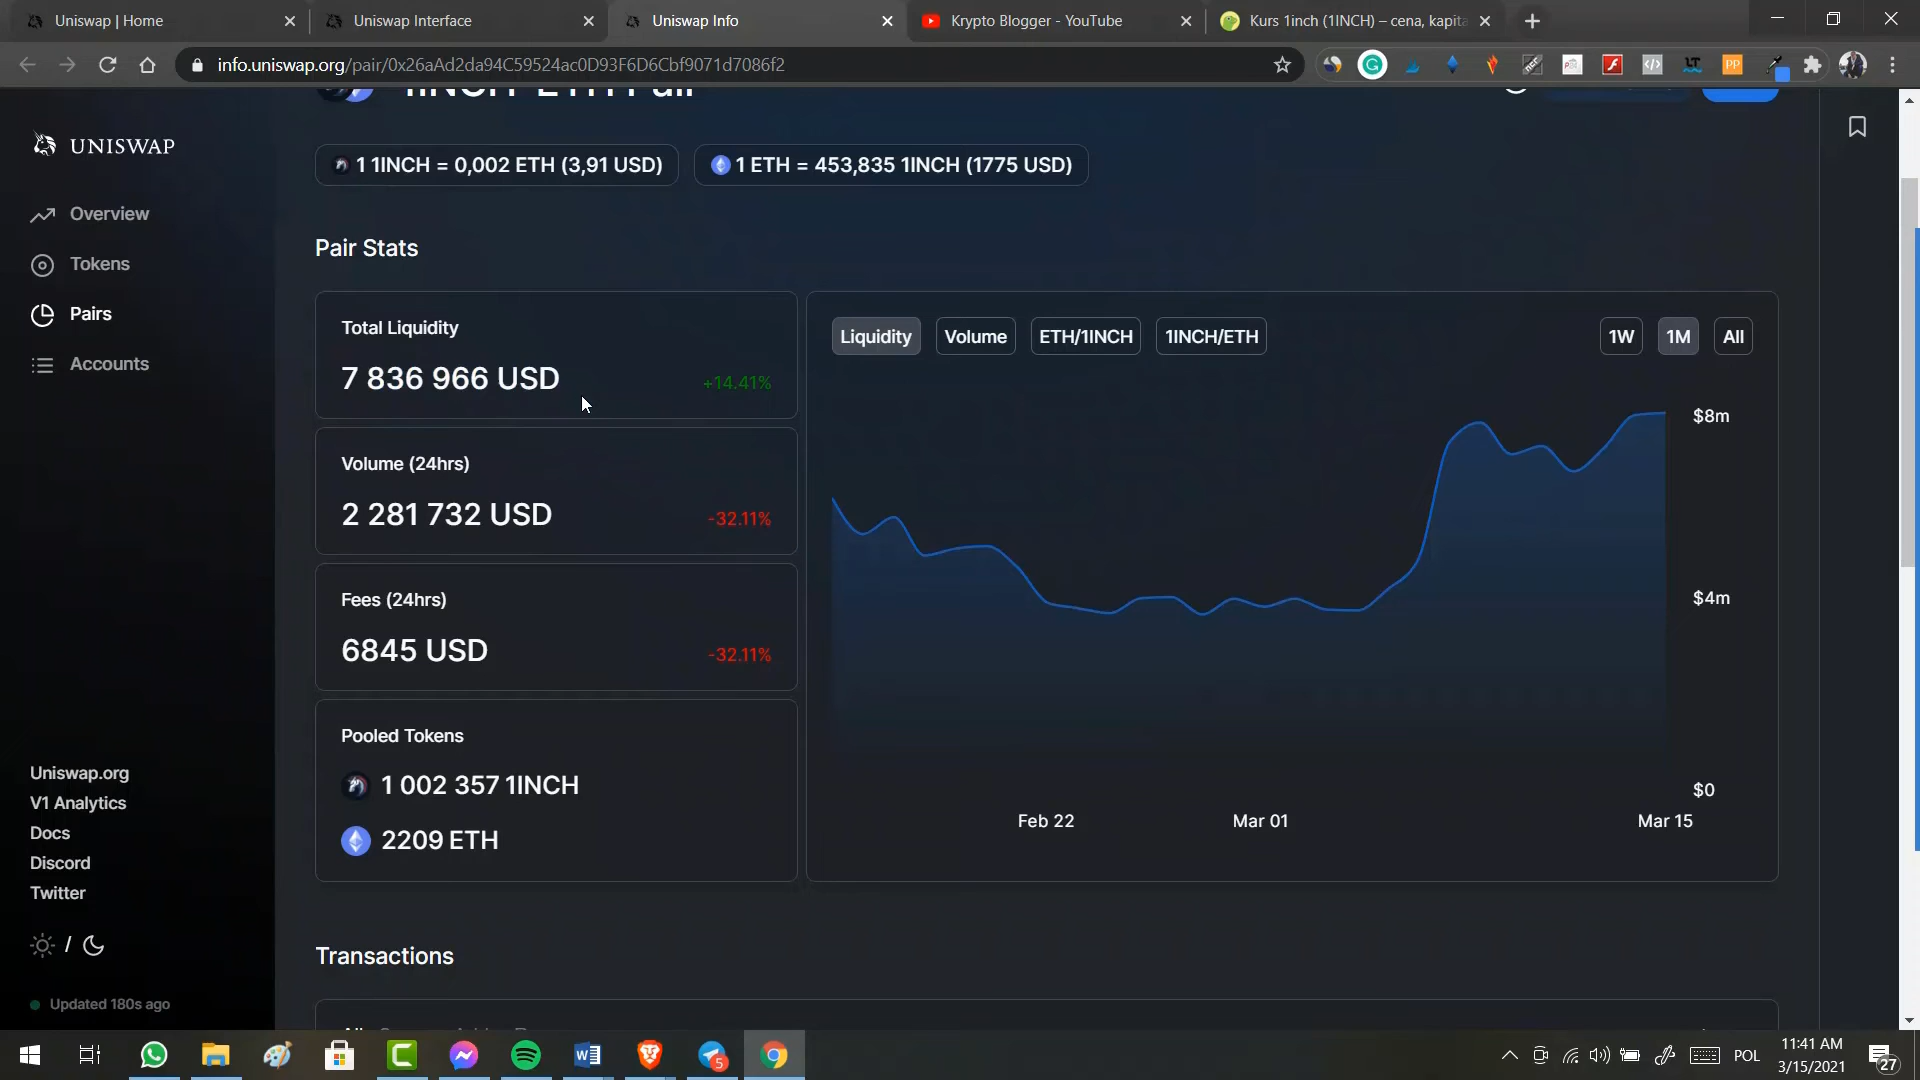 Uniswap | Home
Uniswap Interface
Uniswap Info
Krypto Blogger - YouTube
Kurs 1inch (1INCH) – cena, kapita
info.uniswap.org/pair/0x26aAd2da94C59524ac0D93F6D6Cbf9071d7086f2
1INCH-ETH Pair
UNISWAP
1 1INCH = 0,002 ETH (3,91 USD)
1 ETH = 453,835 1INCH (1775 USD)
Overview
Tokens
Pairs
Accounts
Pair Stats
Total Liquidity
7 836 966 USD
+14.41%
Volume (24hrs)
2 281 732 USD
-32.11%
Fees (24hrs)
6845 USD
-32.11%
Pooled Tokens
1 002 357 1INCH
2209 ETH
Liquidity
Volume
ETH/1INCH
1INCH/ETH
1W
1M
All
$8m
$4m
$0
Feb 22
Mar 01
Mar 15
Uniswap.org
V1 Analytics
Docs
Discord
Twitter
/
Updated 180s ago
Transactions
5
POL
11:41 AM
3/15/2021
27